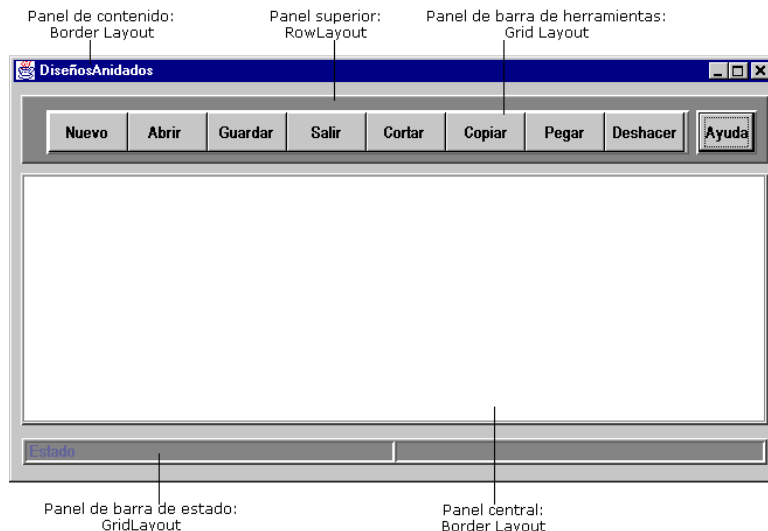 Panel de contenido:
Border Layout
Panel superior:
RowLayout
Panel de barra de herramientas:
Grid Layout
DiseñosAnidados
Nuevo Abrir Guardar Salir Cortar Copiar Pegar Deshacer Ayuda
Estado
Panel de barra de estado:
GridLayout
Panel central:
Border Layout